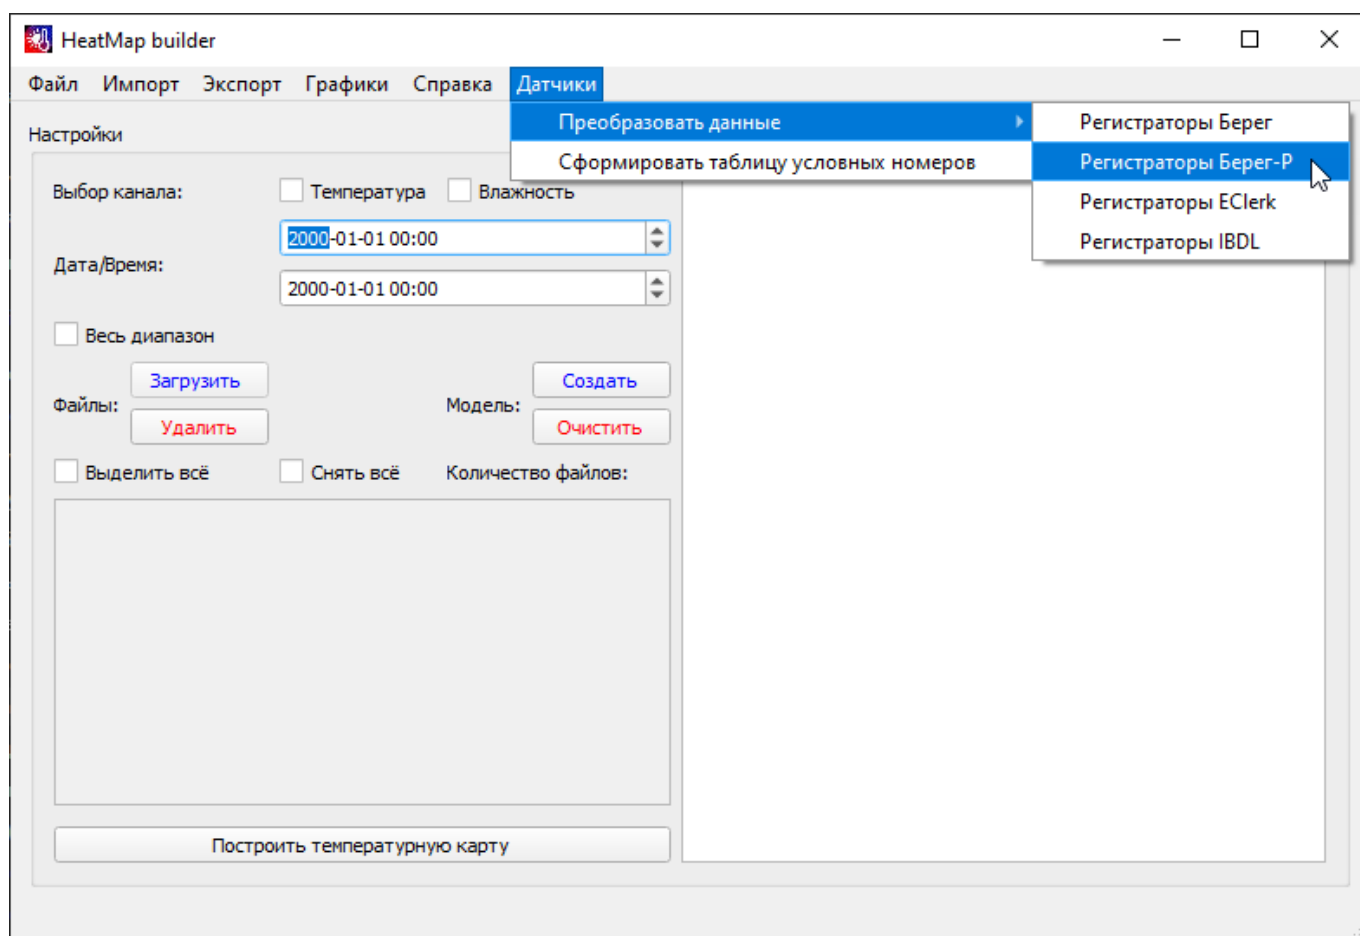 HeatMap builder
Файл Импорт Экспорт Графики Справка Датчики
Преобразовать данные
Сформировать таблицу условных номеров
Регистраторы Берег
Регистраторы Берег-Р
Регистраторы EClerk
Регистраторы IBDL
Настройки
Выбор канала: Температура Влажность
Дата/Время:
2000-01-01 00:00
2000-01-01 00:00
Весь диапазон
Файлы:
Загрузить
Удалить
Модель:
Создать
Очистить
Выделить всё Снять всё Количество файлов:
Построить температурную карту